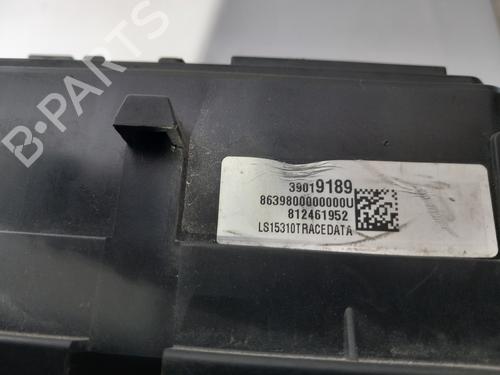 B-PARTS
39019189
8639800000000U
812461952
LS15310TRACEDATA